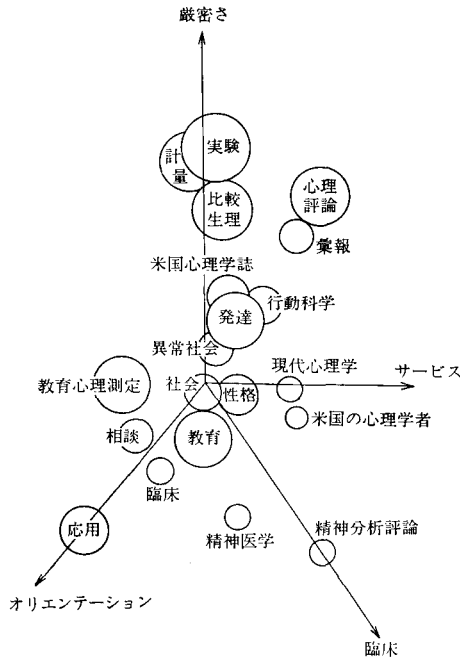 厳密さ
実験
計
量
比較
生理
心理
評論
彙報
米国心理学誌
行動科学
発達
異常社会
現代心理学
サービス
教育心理測定
社会
性格
米国の心理学者
相談
教育
臨床
応用
精神医学
精神分析評論
オリエンテーション
臨床